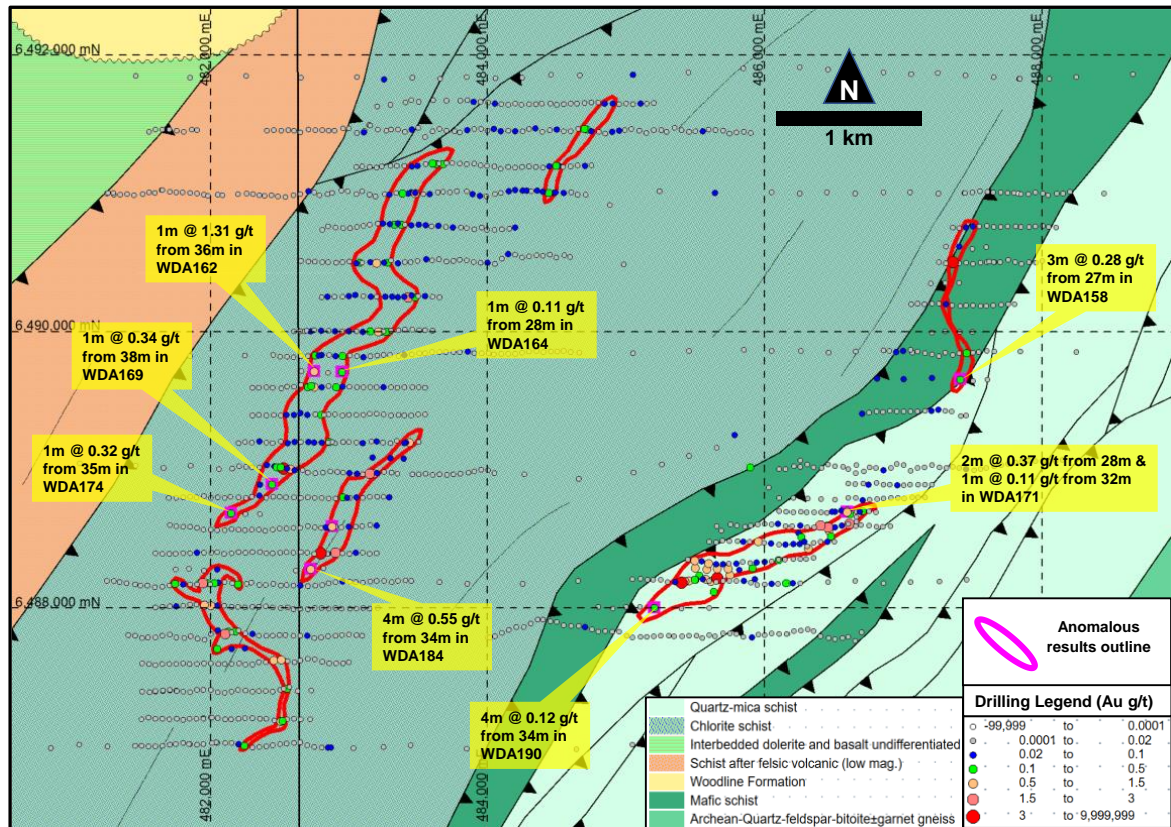 6,492,000 mN
482,000 mE
484,000 mE
486,000 mE
488,000 mE
N
1 km
1m @ 1.31 g/t
from 36m in
WDA162
3m @ 0.28 g/t
from 27m in
WDA158
1m @ 0.11 g/t
from 28m in
WDA164
6,490,000 mN
1m @ 0.34 g/t
from 38m in
WDA169
1m @ 0.32 g/t
from 35m in
WDA174
2m @ 0.37 g/t from 28m &
1m @ 0.11 g/t from 32m
in WDA171
6,488,000 mN
4m @ 0.55 g/t
from 34m in
WDA184
4m @ 0.12 g/t
from 34m in
WDA190
482,000 mE
484,000 mE
Quartz-mica schist
Chlorite schist
Interbedded dolerite and basalt undifferentiated
Schist after felsic volcanic (low mag.)
Woodline Formation
Mafic schist
Archean-Quartz-feldspar-bitoite±garnet gneiss
Anomalous
results outline
Drilling Legend (Au g/t)
-99,999 to 0.0001
0.0001 to 0.02
0.02 to 0.1
0.1 to 0.5
0.5 to 1.5
1.5 to 3
3 to 9,999,999